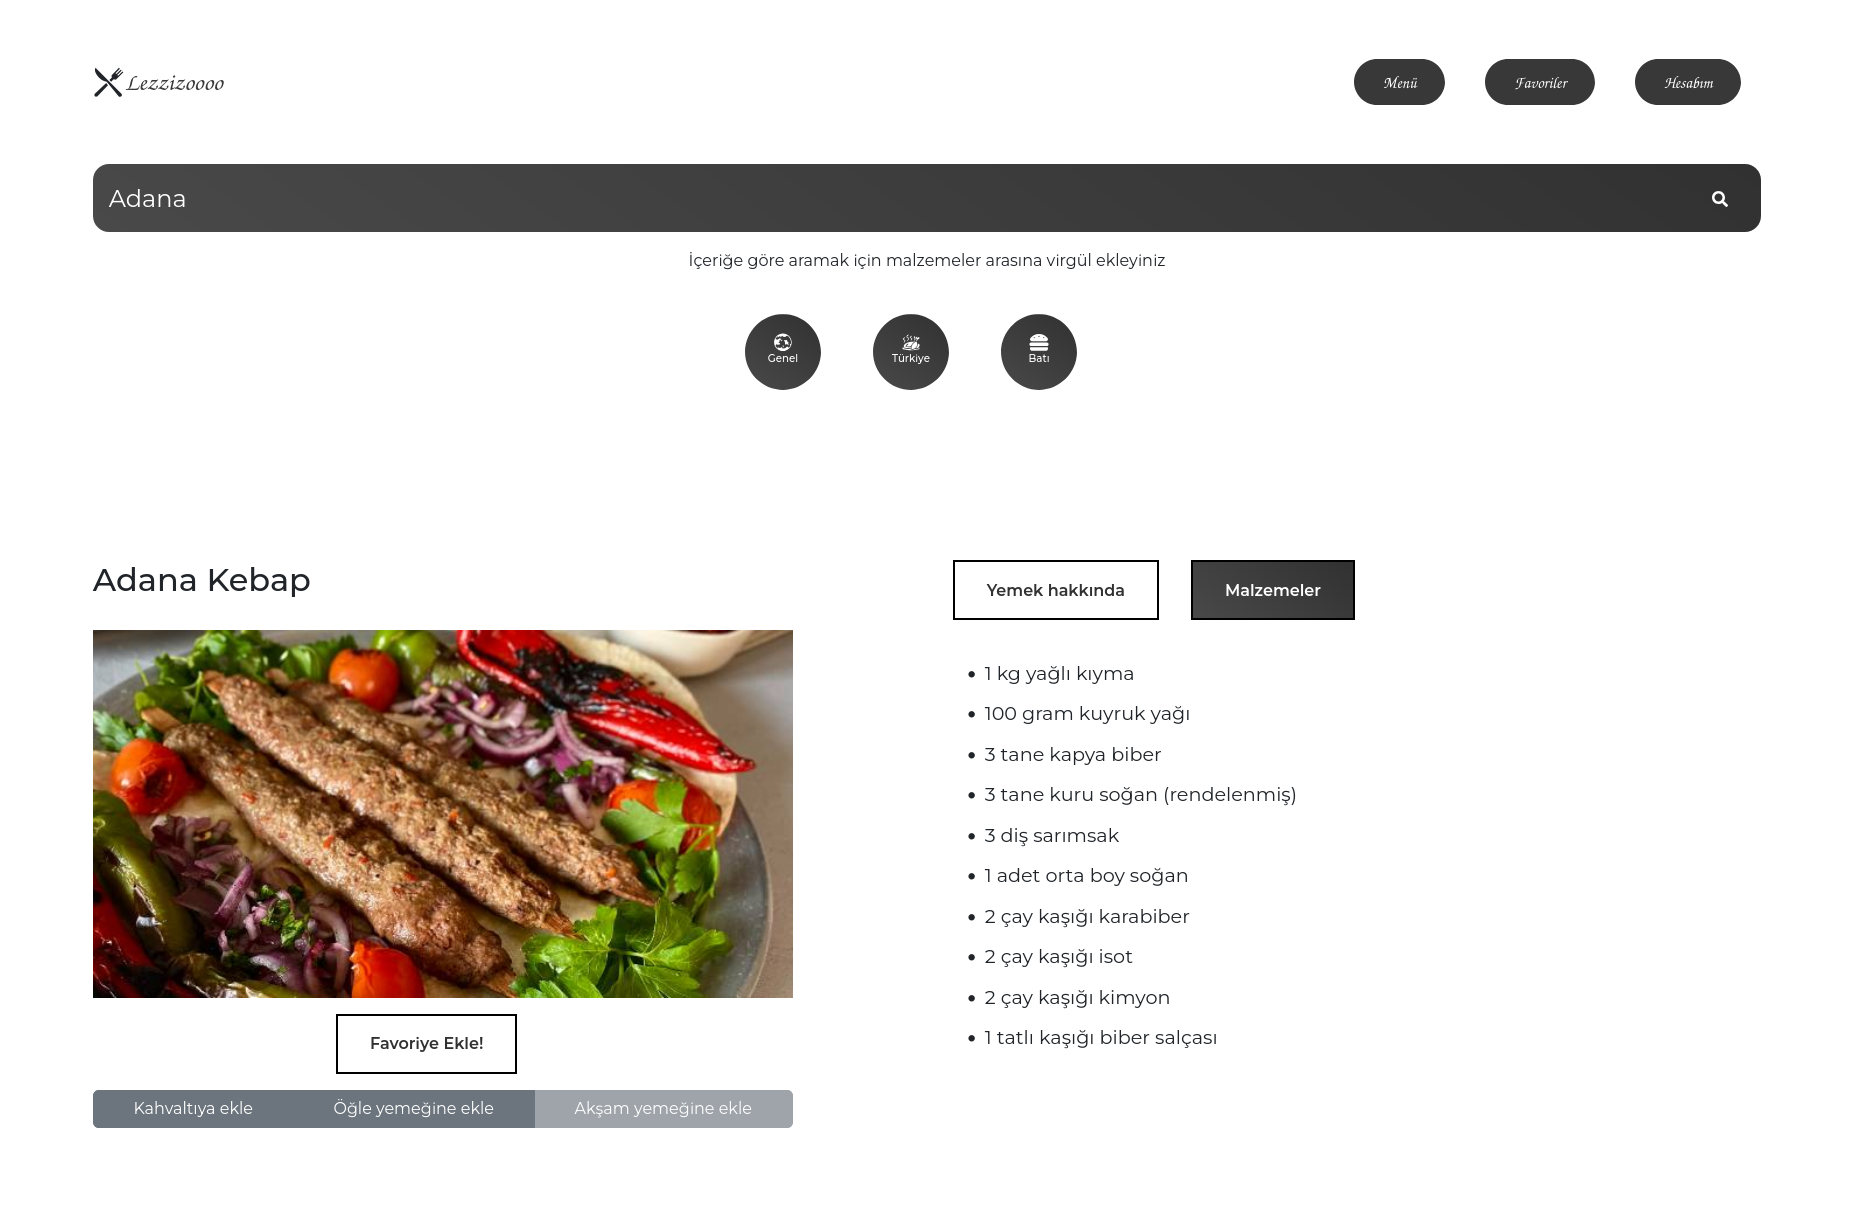 Lezzizoooo
Menü
Favoriler
Hesabım
Adana
İçeriğe göre aramak için malzemeler arasına virgül ekleyiniz
Genel
Türkiye
Batı
Adana Kebap
Favoriye Ekle!
Kahvaltıya ekle
Öğle yemeğine ekle
Akşam yemeğine ekle
Yemek hakkında
Malzemeler
• 1 kg yağlı kıyma
• 100 gram kuyruk yağı
• 3 tane kapya biber
• 3 tane kuru soğan (rendelenmiş)
• 3 diş sarımsak
• 1 adet orta boy soğan
• 2 çay kaşığı karabiber
• 2 çay kaşığı isot
• 2 çay kaşığı kimyon
• 1 tatlı kaşığı biber salçası